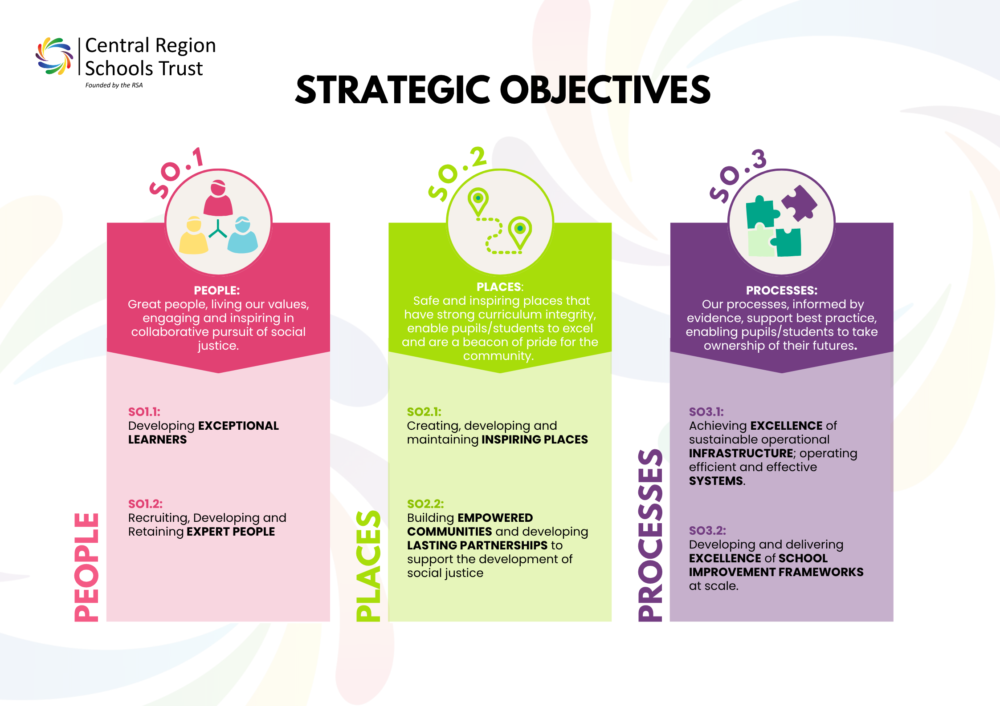 Central Region
Schools Trust
Founded by the RSA
STRATEGIC OBJECTIVES
SO.1
PEOPLE:
Great people, living our values,
engaging and inspiring in
collaborative pursuit of social
justice.
SO1.1:
Developing EXCEPTIONAL
LEARNERS
SO1.2:
Recruiting, Developing and
Retaining EXPERT PEOPLE
PEOPLE
SO.2
PLACES:
Safe and inspiring places that
have strong curriculum integrity,
enable pupils/students to excel
and are a beacon of pride for the
community.
SO2.1:
Creating, developing and
maintaining INSPIRING PLACES
SO2.2:
Building EMPOWERED
COMMUNITIES and developing
LASTING PARTNERSHIPS to
support the development of
social justice
PLACES
SO.3
PROCESSES:
Our processes, informed by
evidence, support best practice,
enabling pupils/students to take
ownership of their futures.
SO3.1:
Achieving EXCELLENCE of
sustainable operational
INFRASTRUCTURE; operating
efficient and effective
SYSTEMS.
SO3.2:
Developing and delivering
EXCELLENCE of SCHOOL
IMPROVEMENT FRAMEWORKS
at scale.
PROCESSES